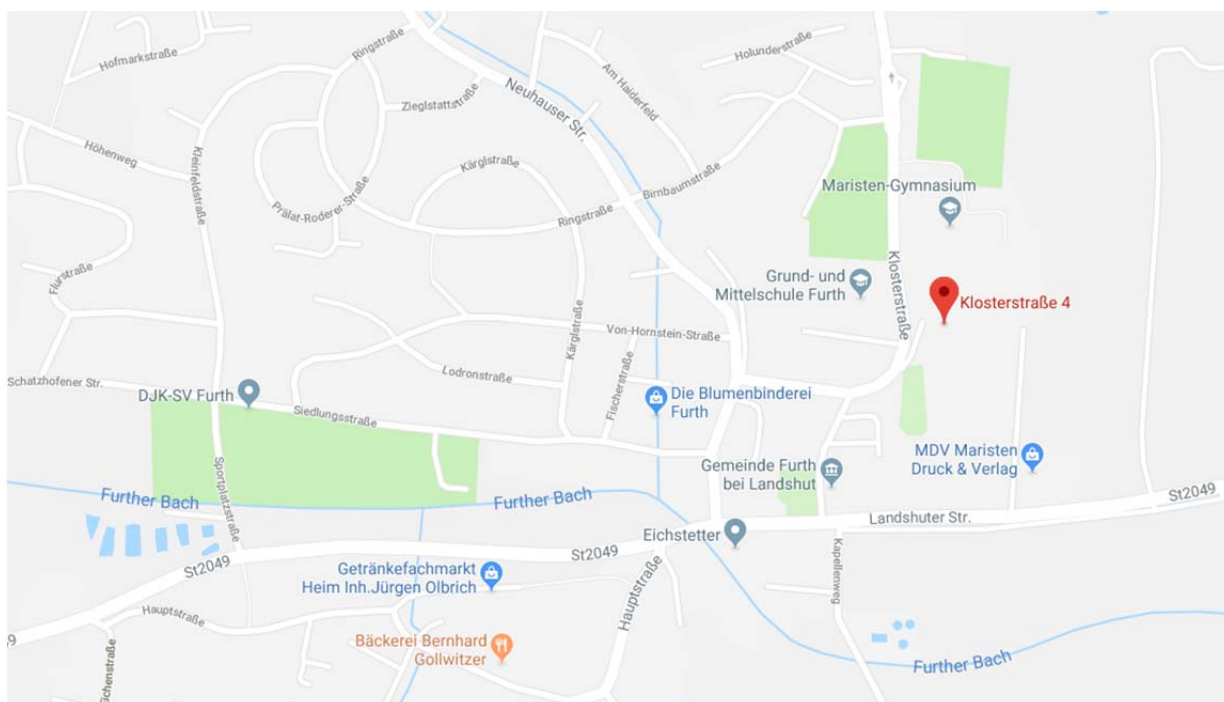 Hofmarkstraße
Ringstraße
Holunderstraße
Am Haiderfeld
Zieglstattstraße
Neuhauser Str.
Höhenweg
Kleinfeldstraße
Kärglstraße
Prälat-Roderer-Straße
Birnbaumstraße
Ringstraße
Maristen-Gymnasium
Flurstraße
Grund- und
Mittelschule Furth
Klosterstraße
Klosterstraße 4
Von-Hornstein-Straße
Kärglstraße
Lodronstraße
Fischerstraße
Schatzhofener Str.
DJK-SV Furth
Siedlungsstraße
Die Blumenbinderei
Furth
MDV Maristen
Druck & Verlag
Gemeinde Furth
bei Landshut
Sportplatzstraße
Further Bach
Further Bach
St2049
Landshuter Str.
Eichstetter
St2049
St2049
Getränkefachmarkt
Heim Inh.Jürgen Olbrich
Kapellenweg
Hauptstraße
Hauptstraße
Bäckerei Bernhard
Gollwitzer
Further Bach
Eichenstraße